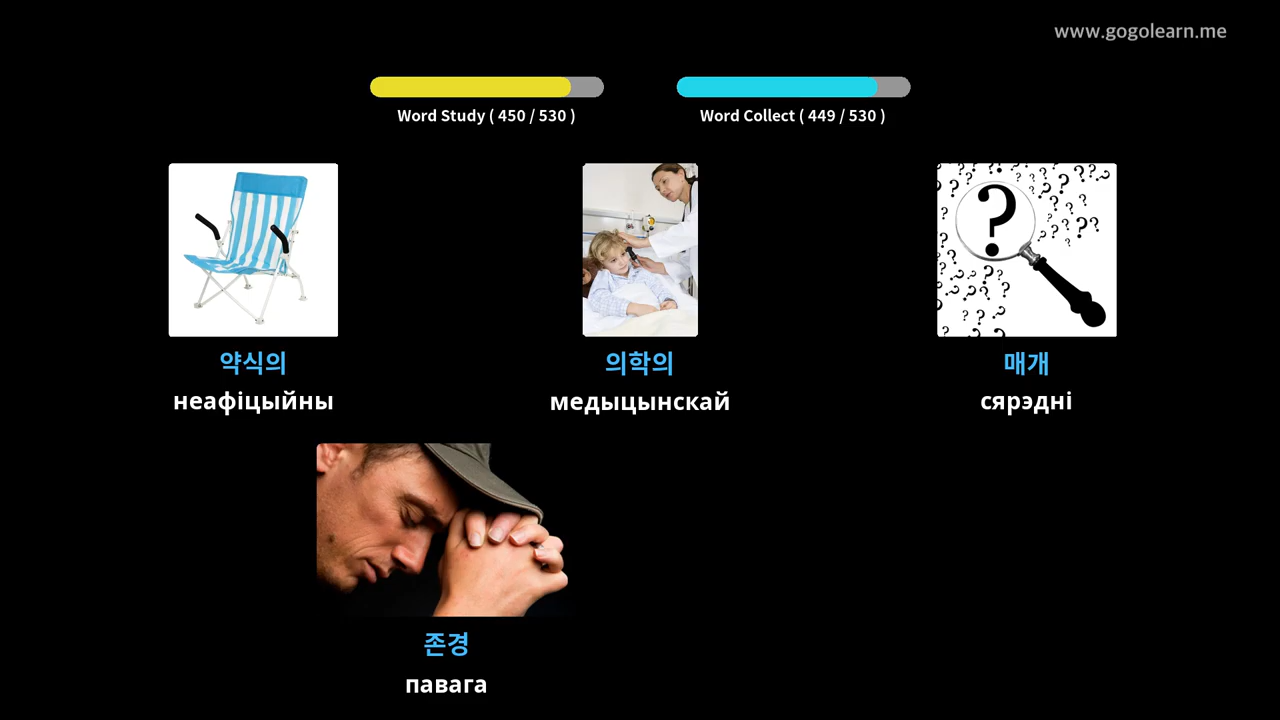 www.gogolearn.me
Word Study ( 450 / 530 )
Word Collect ( 449 / 530 )
약식의
неафіцыйны
의학의
медыцынскай
매개
сярэдні
존경
павага